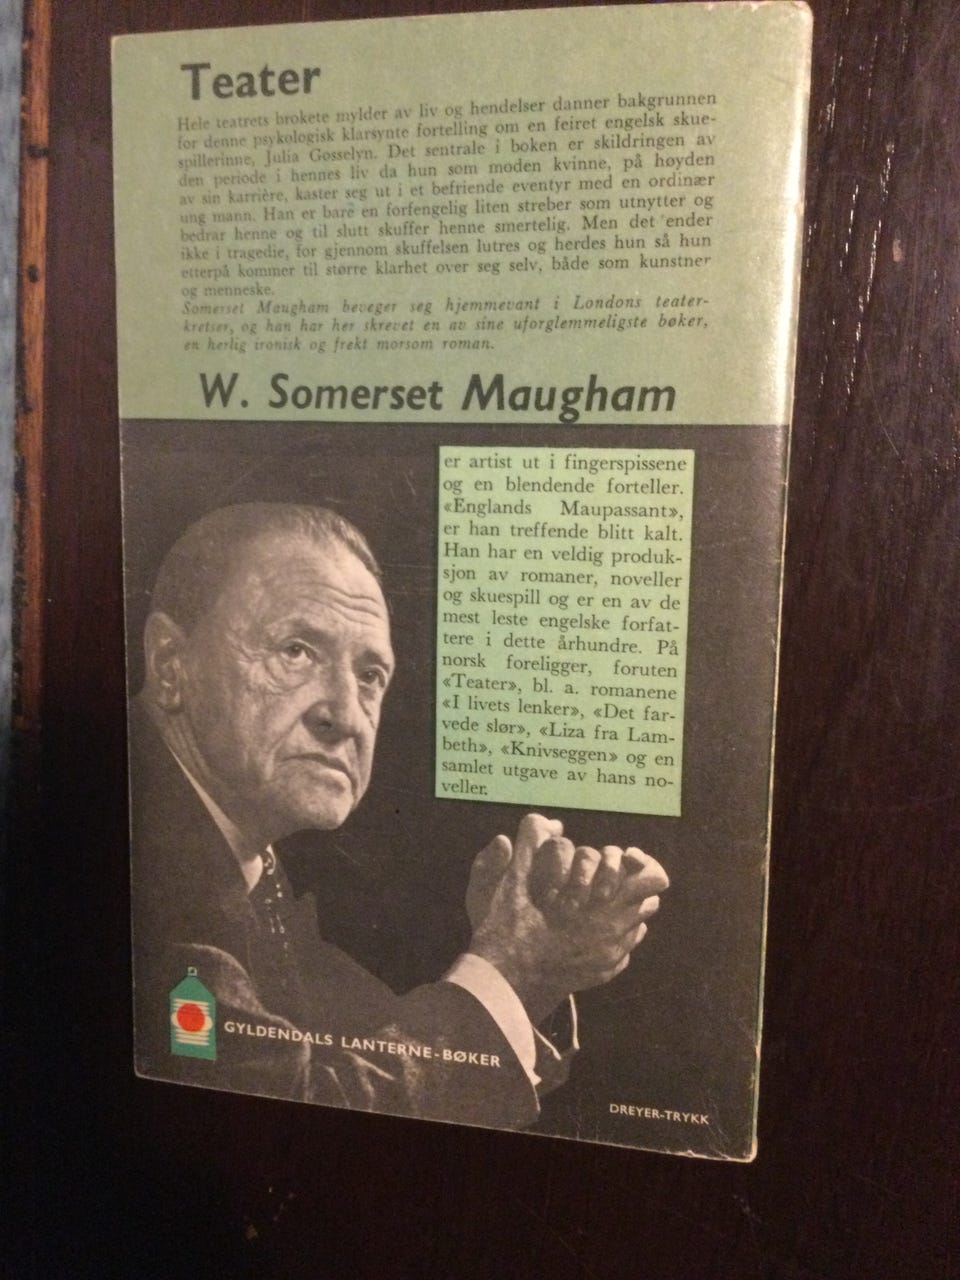 Teater
Hele teatrets brokete mylder av liv og hendelser danner bakgrunnen
for denne psykologisk klarsynte fortelling om en feiret engelsk skue-
spillerinne, Julia Gosselyn. Det sentrale i boken er skildringen av
den periode i hennes liv da hun som moden kvinne, på høyden
av sin karrière, kaster seg ut i et befriende eventyr med en ordinær
ung mann. Han er bare en forfengelig liten streber som utnytter og
bedrar henne og til slutt skuffer henne smertelig. Men det ender
ikke i tragedie, for gjennom skuffelsen lutres og herdes hun så hun
etterpå kommer til større klarhet over seg selv, både som kunstner
og menneske.
Somerset Maugham beveger seg hjemmevant i Londons teater-
kretser, og han har her skrevet en av sine uforglemmeligste bøker,
en herlig ironisk og frekt morsom roman.
W. Somerset Maugham
er artist ut i fingerspissene
og en blendende forteller.
«Englands Maupassant»,
er han treffende blitt kalt.
Han har en veldig produk-
sjon av romaner, noveller
og skuespill og er en av de
mest leste engelske forfat-
tere i dette århundre. På
norsk foreligger, foruten
«Teater», bl. a. romanene
«I livets lenker», «Det far-
vede slør», «Liza fra Lam-
beth», «Knivseggen» og en
samlet utgave av hans no-
veller.
GYLDENDALS LANTERNE-BØKER
DREYER-TRYKK